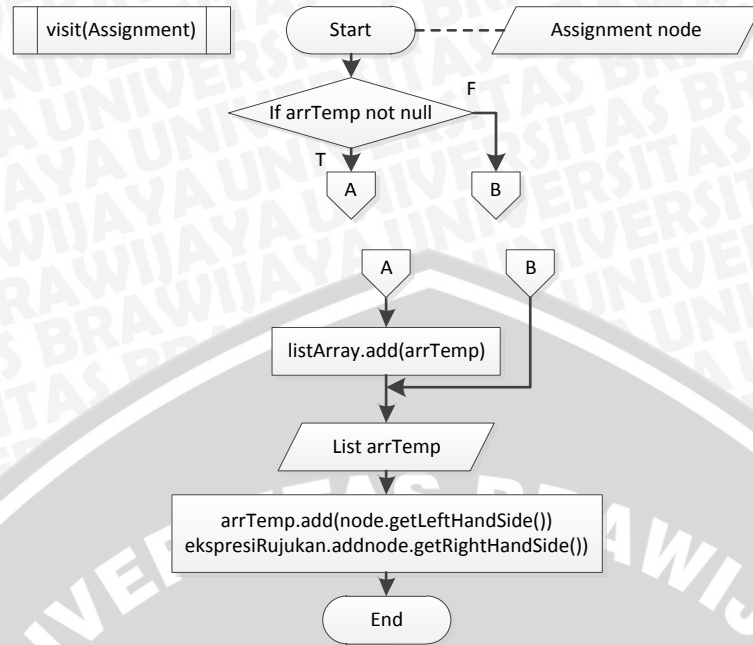 visit(Assignment)
Start
Assignment node
If arrTemp not null
F
T
A
B
A
B
listArray.add(arrTemp)
List arrTemp
arrTemp.add(node.getLeftHandSide())
ekspresiRujukan.addnode.getRightHandSide())
End